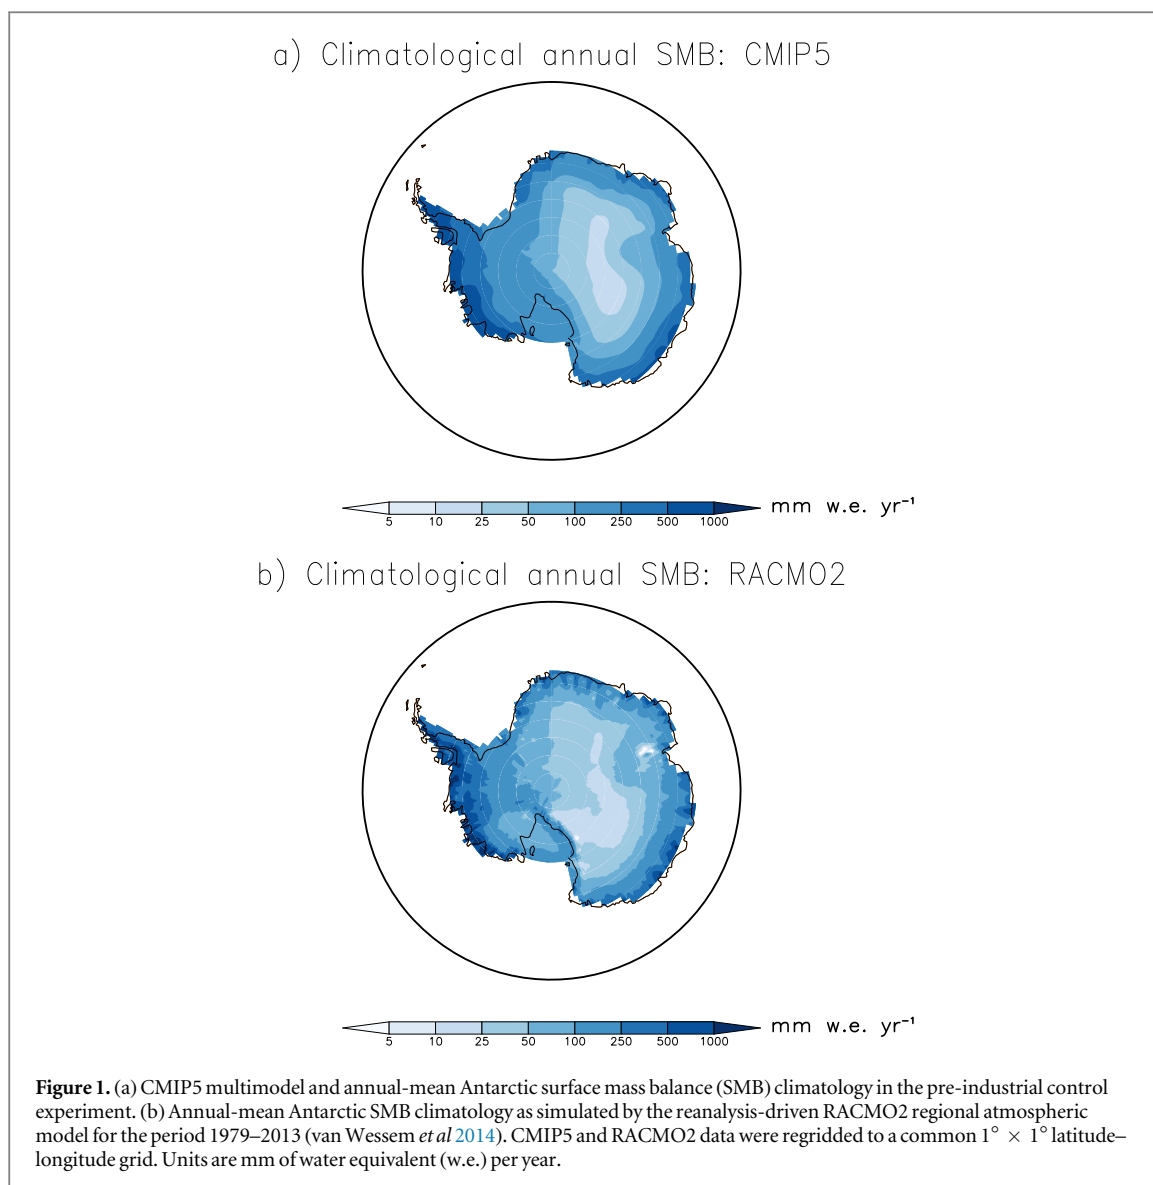 a) Climatological annual SMB: CMIP5
mm w.e. yr⁻¹
5 10 25 50 100 250 500 1000
b) Climatological annual SMB: RACMO2
mm w.e. yr⁻¹
5 10 25 50 100 250 500 1000
Figure 1. (a) CMIP5 multimodel and annual-mean Antarctic surface mass balance (SMB) climatology in the pre-industrial control
experiment. (b) Annual-mean Antarctic SMB climatology as simulated by the reanalysis-driven RACMO2 regional atmospheric
model for the period 1979–2013 (van Wessem et al 2014). CMIP5 and RACMO2 data were regridded to a common 1° × 1° latitude–
longitude grid. Units are mm of water equivalent (w.e.) per year.